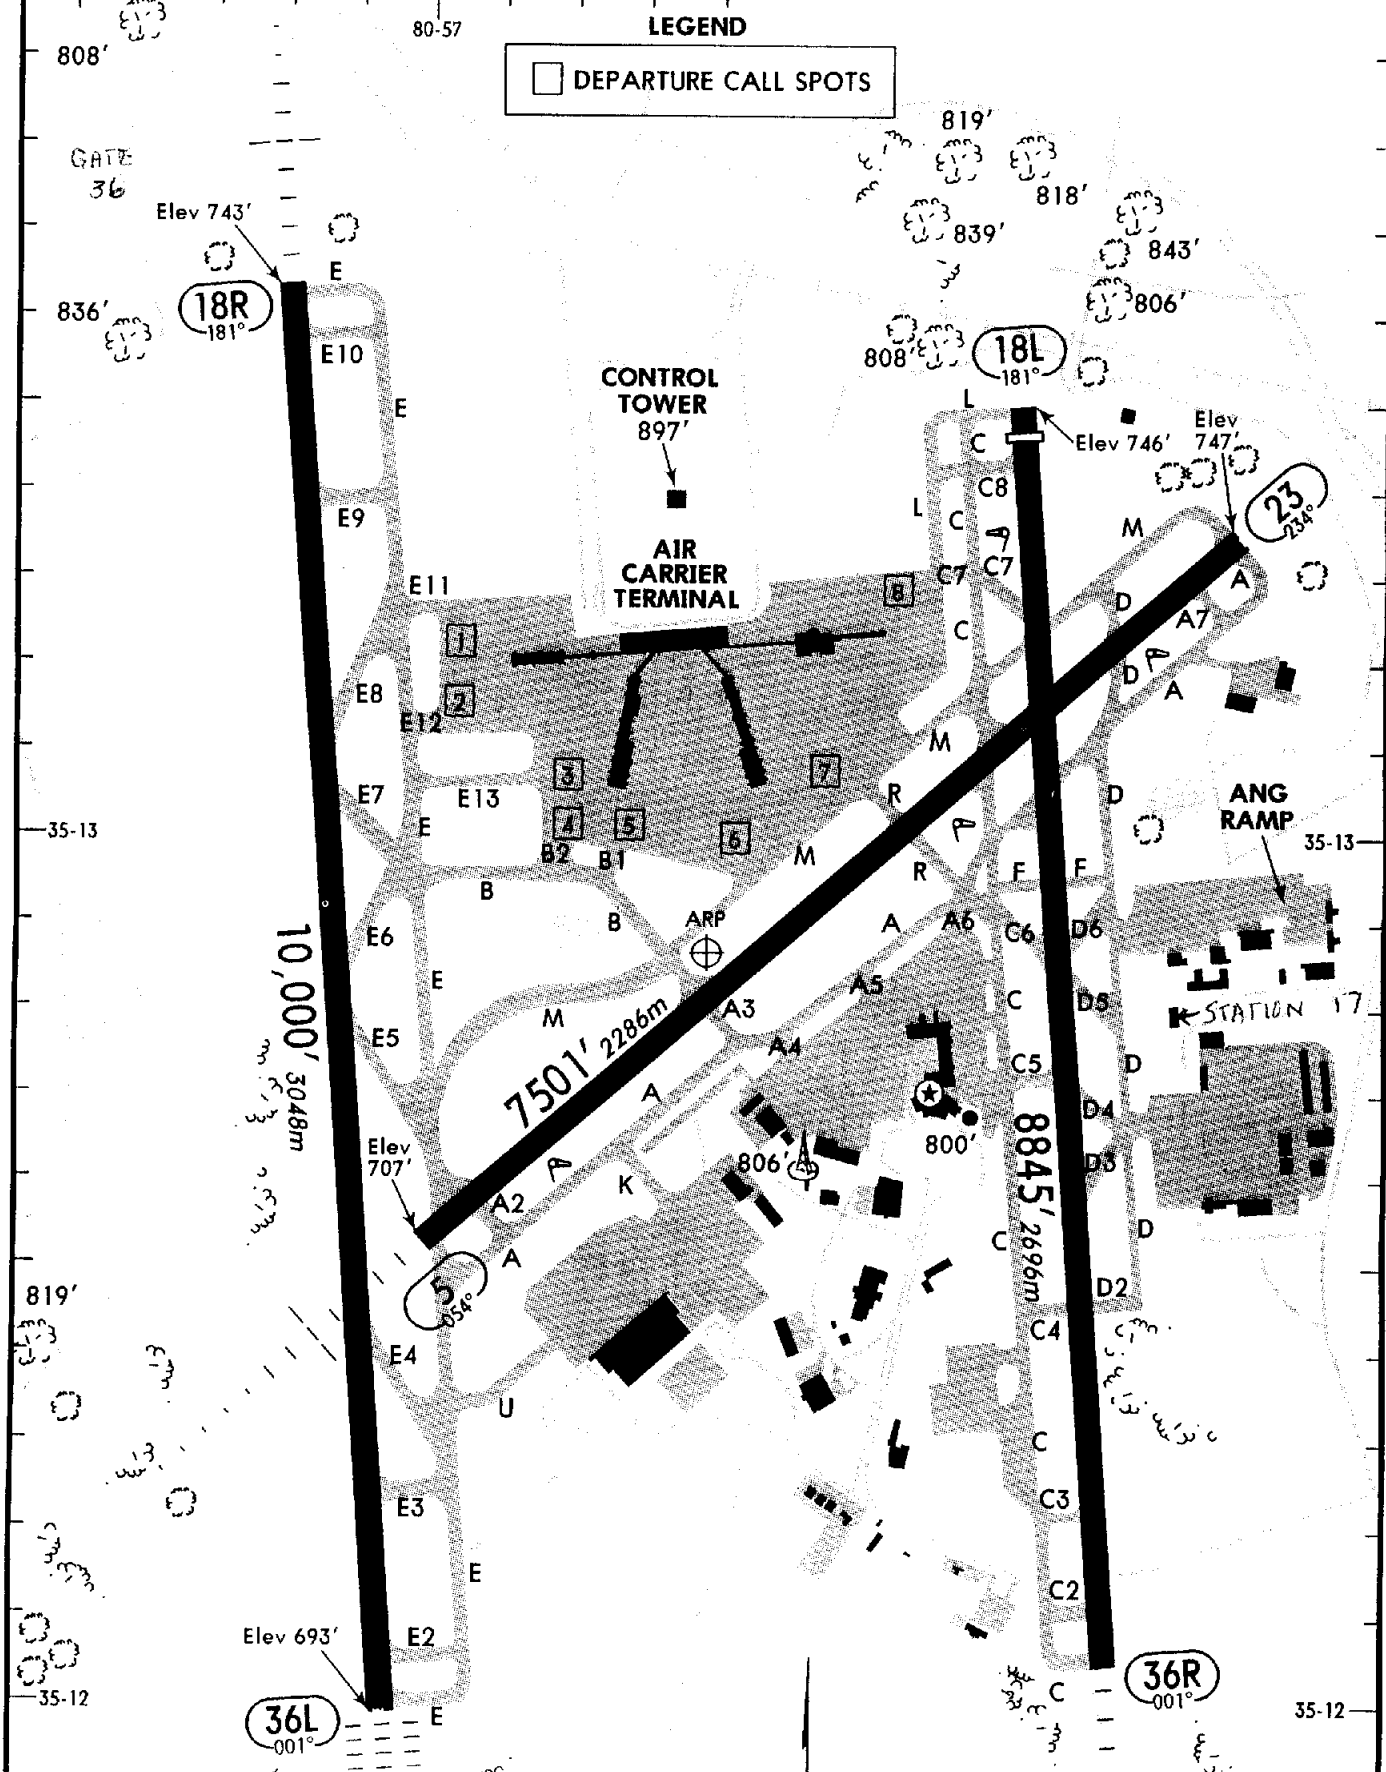 80-57
LEGEND
DEPARTURE CALL SPOTS
808'
819'
818'
839'
843'
806'
808'
GATE
36
Elev 743'
E
836'
18R
181°
E10
E
CONTROL
TOWER
897'
18L
181°
L
C
Elev 746'
Elev
747'
23
234°
E9
C8
L
C
M
AIR
CARRIER
TERMINAL
E11
C7
C7
8
A
D
A7
1
C
E8
2
D
A
E12
M
3
7
E7
E13
R
D
ANG
RAMP
35-13
E
4
5
6
35-13
B2
B1
M
R
F
F
B
B
ARP
A
A6
C6
D6
E6
10,000' 3048m
E
A5
C
D5
STATION 17
A3
M
7501' 2286m
E5
A4
C5
D
A
D4
8845' 2696m
Elev
707'
800'
806'
D3
K
A2
A
C
D
5
054°
D2
819'
C4
E4
U
C
C3
E3
E
C2
E2
Elev 693'
35-12
36L
001°
E
C
36R
001°
35-12